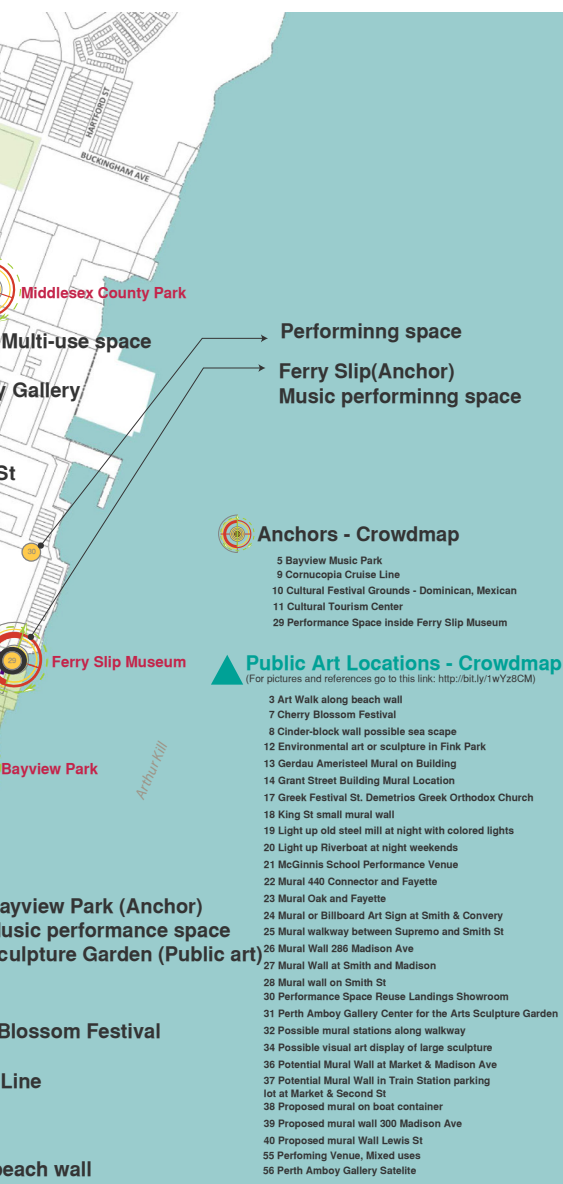 HARTFORD ST
BUCKINGHAM AVE
Middlesex County Park
Multi-use space
Performinng space
Ferry Slip(Anchor)
Music performinng space
y Gallery
St
30
Anchors - Crowdmap
5 Bayview Music Park
9 Cornucopia Cruise Line
10 Cultural Festival Grounds - Dominican, Mexican
11 Cultural Tourism Center
29 Performance Space inside Ferry Slip Museum
29
Ferry Slip Museum
Bayview Park
Arthur Kill
Public Art Locations - Crowdmap
(For pictures and references go to this link: http://bit.ly/1wYz8CM)
3 Art Walk along beach wall
7 Cherry Blossom Festival
8 Cinder-block wall possible sea scape
12 Environmental art or sculpture in Fink Park
13 Gerdau Ameristeel Mural on Building
14 Grant Street Building Mural Location
17 Greek Festival St. Demetrios Greek Orthodox Church
18 King St small mural wall
19 Light up old steel mill at night with colored lights
20 Light up Riverboat at night weekends
21 McGinnis School Performance Venue
22 Mural 440 Connector and Fayette
23 Mural Oak and Fayette
24 Mural or Billboard Art Sign at Smith & Convery
25 Mural walkway between Supremo and Smith St
26 Mural Wall 286 Madison Ave
27 Mural Wall at Smith and Madison
28 Mural wall on Smith St
30 Performance Space Reuse Landings Showroom
31 Perth Amboy Gallery Center for the Arts Sculpture Garden
32 Possible mural stations along walkway
34 Possible visual art display of large sculpture
36 Potential Mural Wall at Market & Madison Ave
37 Potential Mural Wall in Train Station parking
lot at Market & Second St
38 Proposed mural on boat container
39 Proposed mural wall 300 Madison Ave
40 Proposed mural Wall Lewis St
55 Perfoming Venue, Mixed uses
56 Perth Amboy Gallery Satelite
ayview Park (Anchor)
usic performance space
culpture Garden (Public art)
Blossom Festival
Line
beach wall